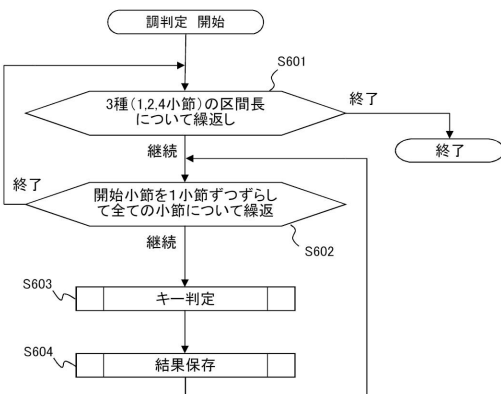 調判定 開始
S601
3種（1,2,4小節）の区間長
について繰返し
終了
終了
継続
終了
開始小節を１小節ずつずらし
て全ての小節について繰返
S602
継続
S603
キー判定
S604
結果保存